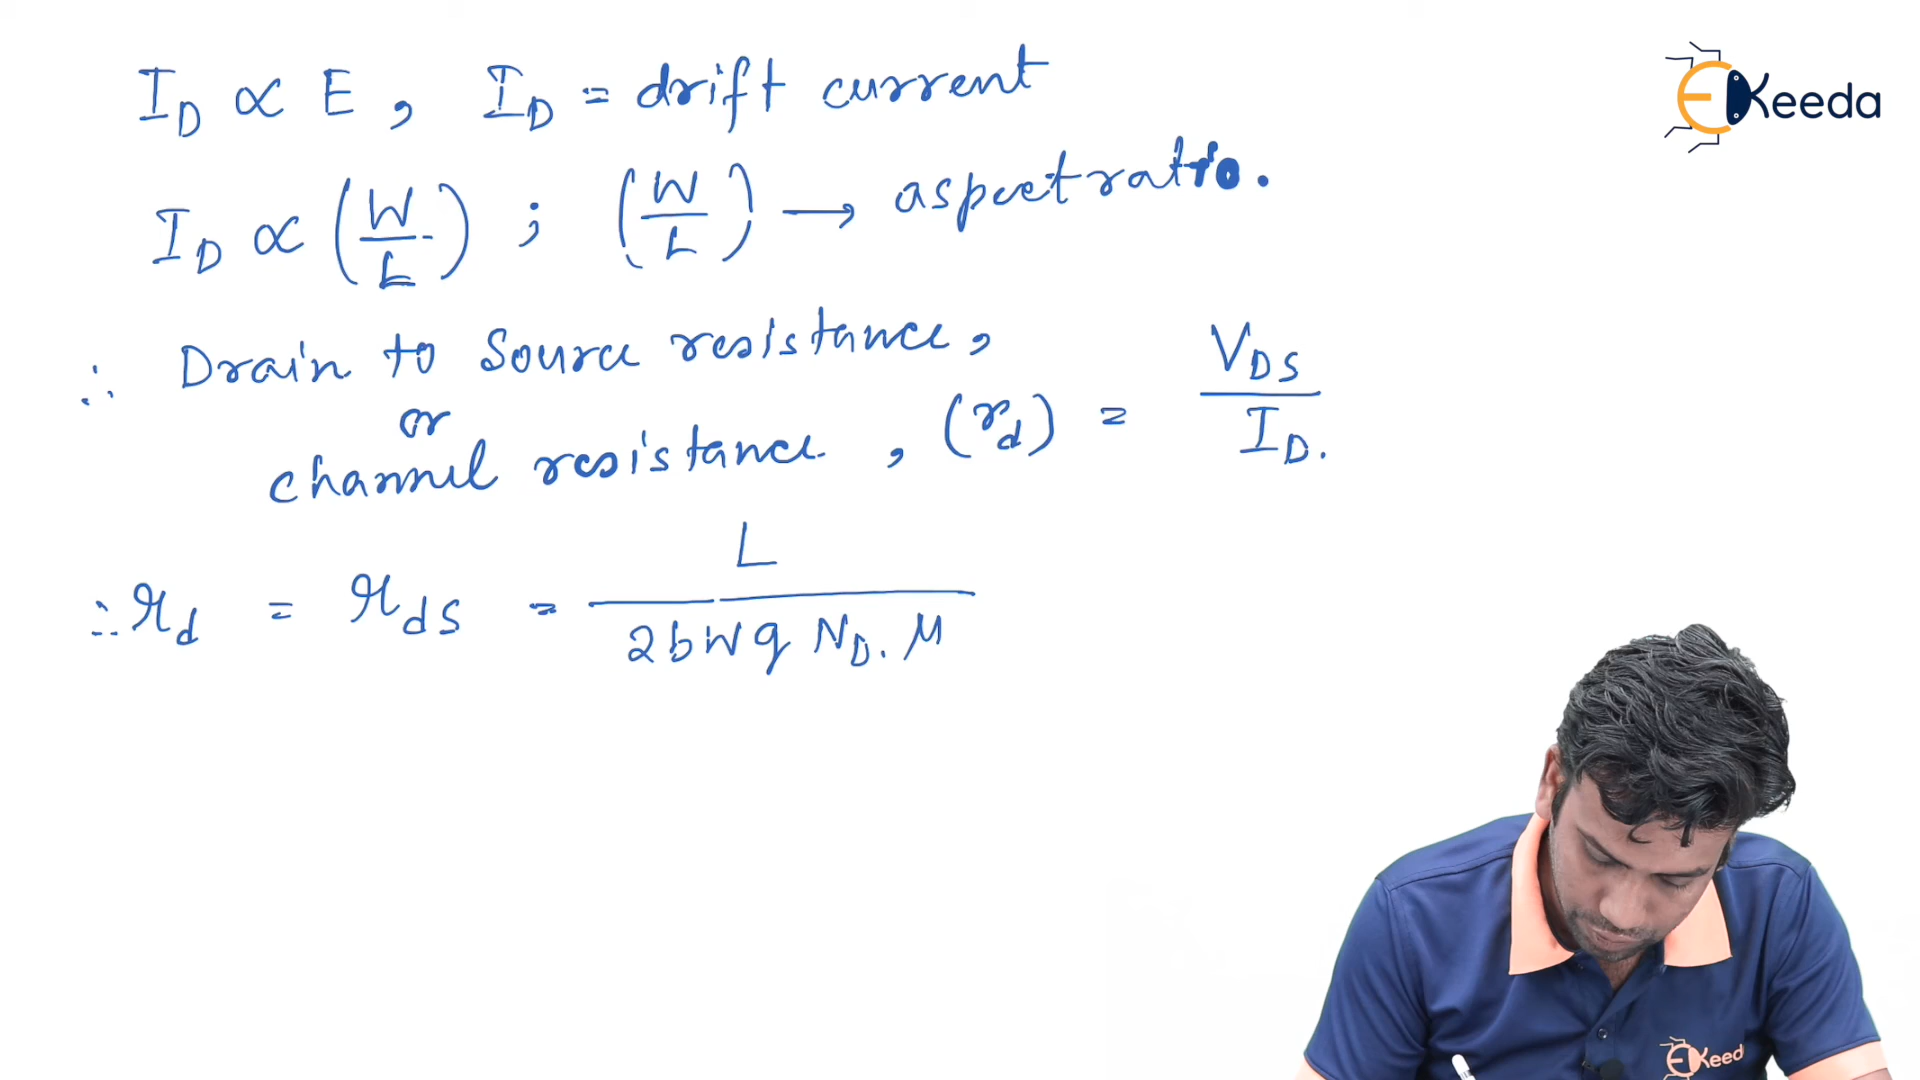 I_D ∝ E , I_D = drift current
EKeeda
I_D ∝ (W/L) ; (W/L) → aspect ratio.
∴ Drain to Source resistance,
or
channel resistance , (r_d) = V_DS / I_D.
∴ r_d = r_ds = L / 2bWq N_D. μ
EKeed